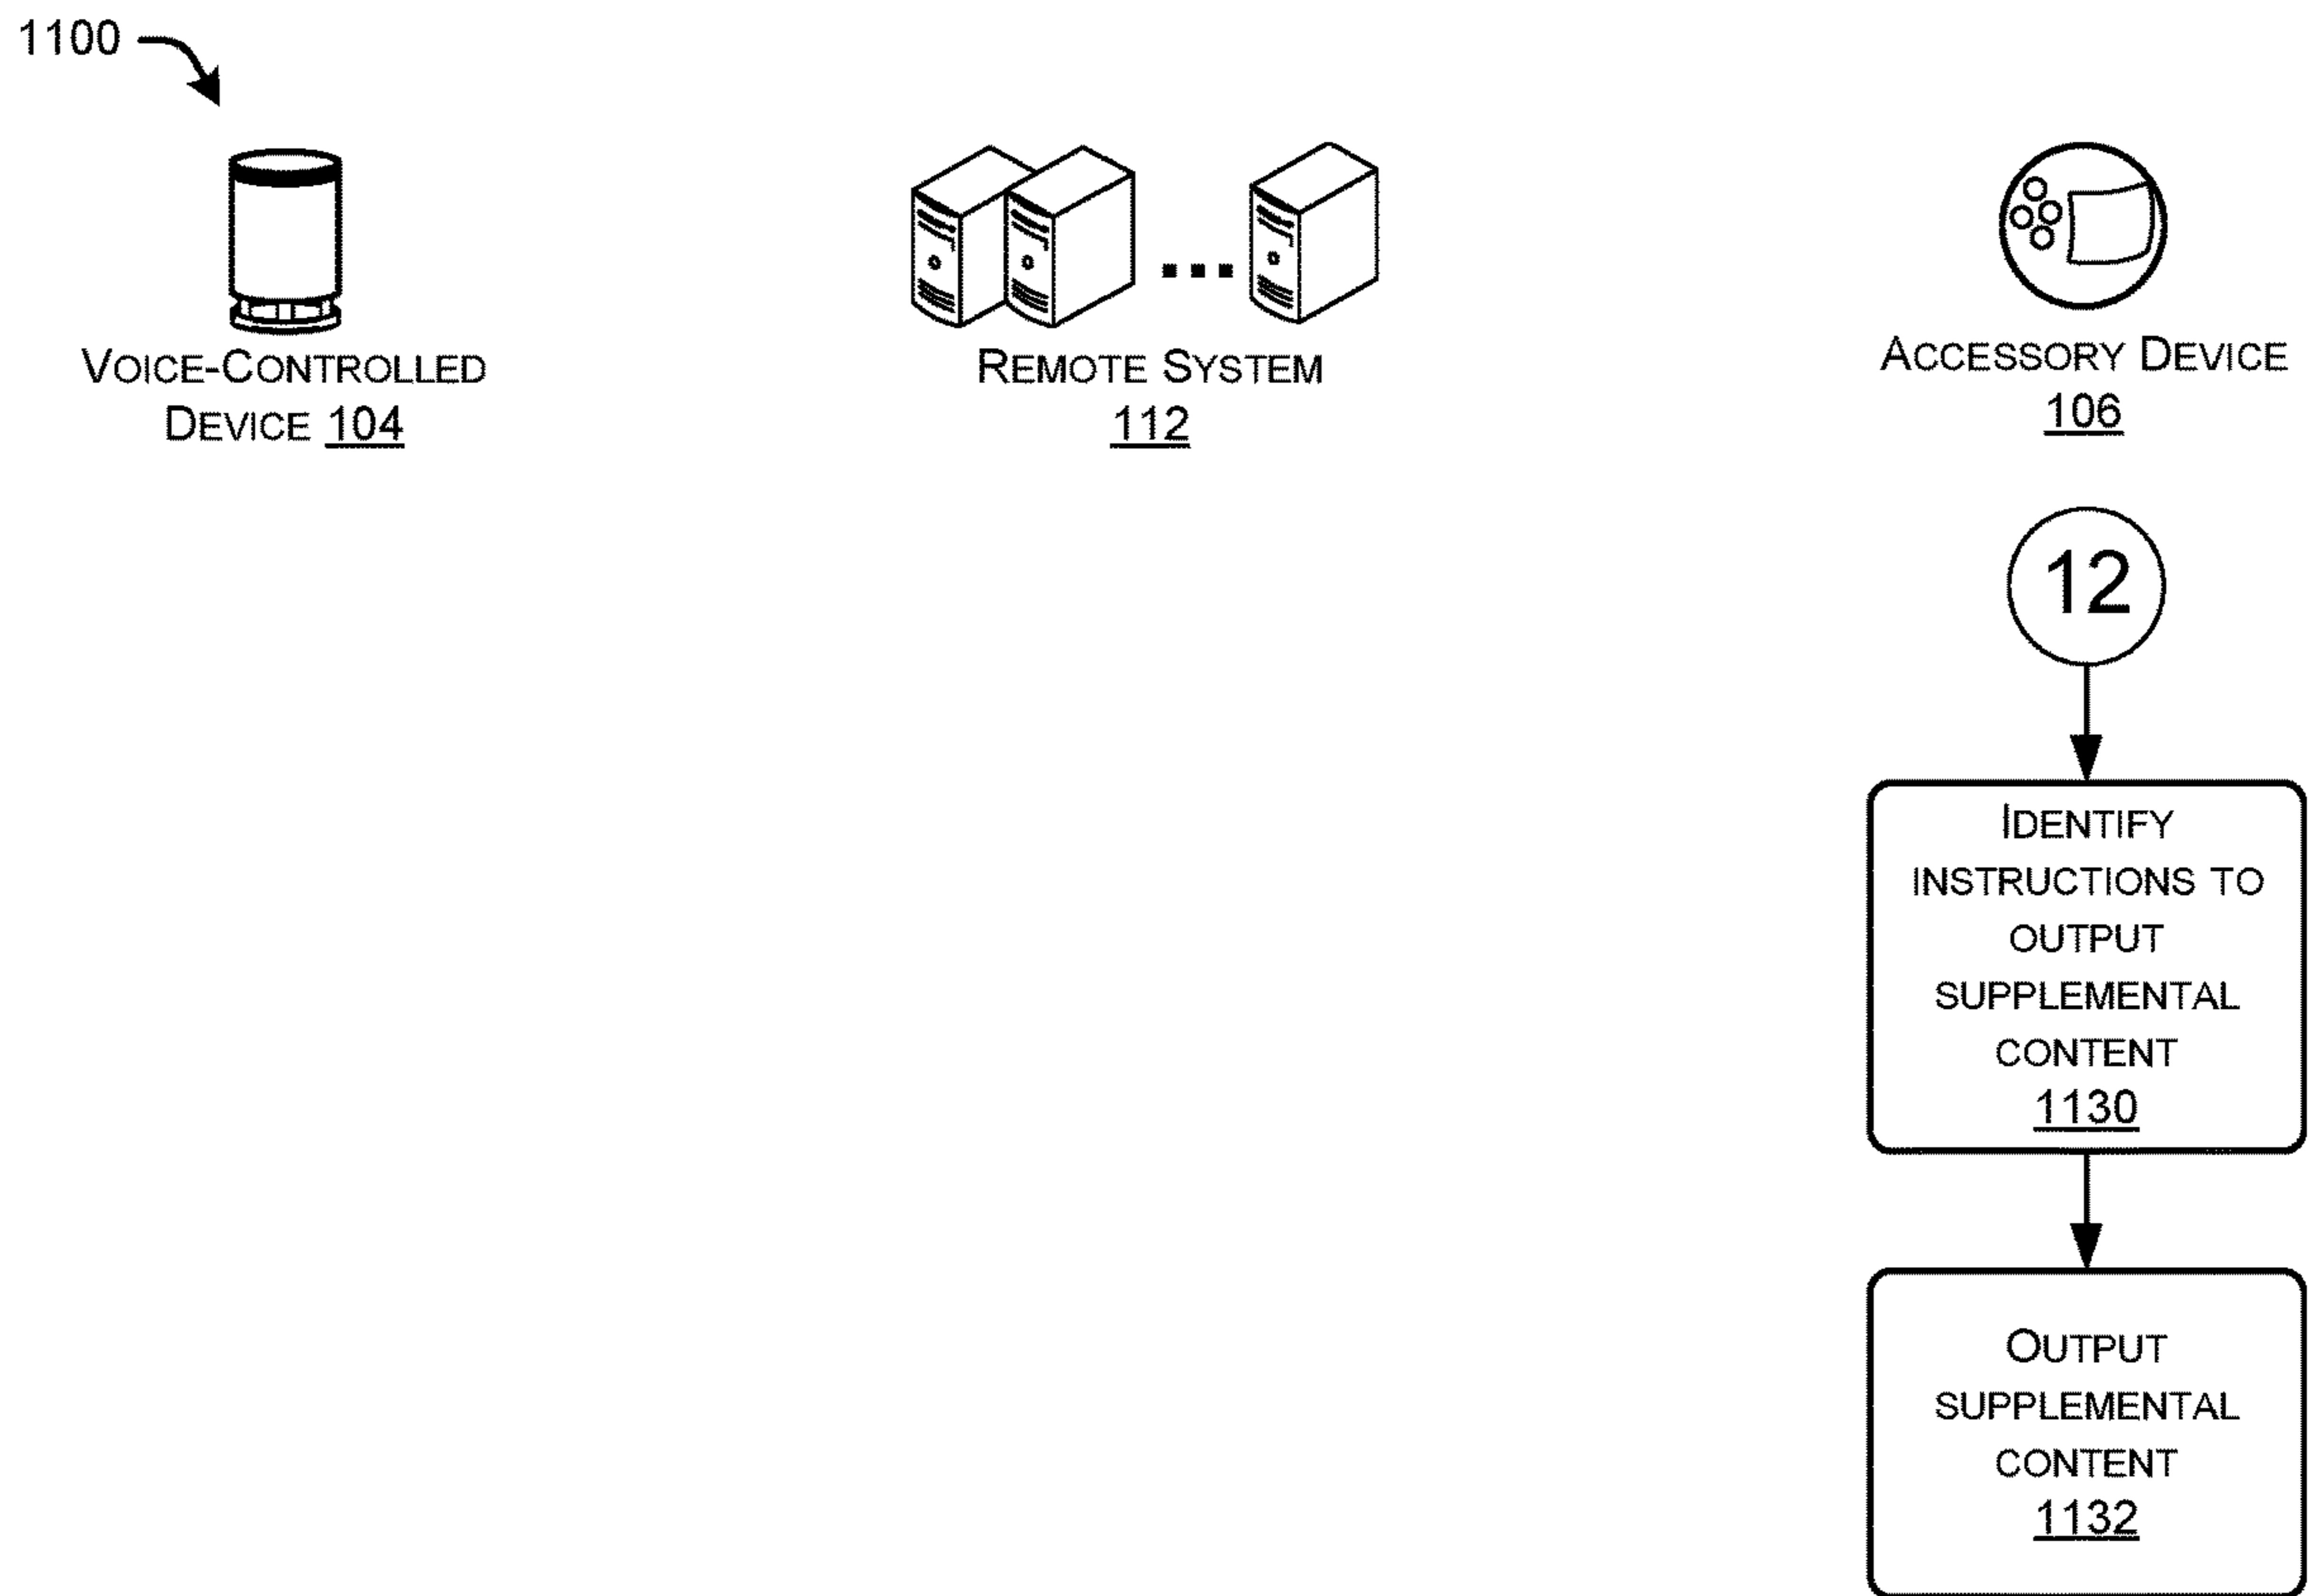 1100
VOICE-CONTROLLED
DEVICE 104
REMOTE SYSTEM
112
ACCESSORY DEVICE
106
12
IDENTIFY
INSTRUCTIONS TO
OUTPUT
SUPPLEMENTAL
CONTENT
1130
OUTPUT
SUPPLEMENTAL
CONTENT
1132